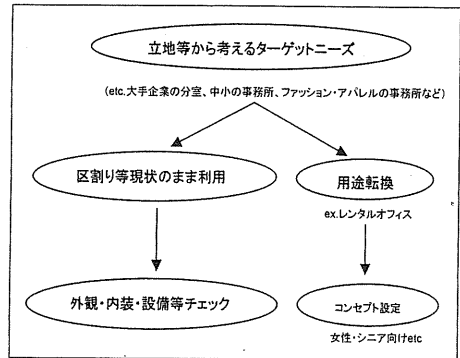 立地等から考えるターゲットニーズ
(etc.大手企業の分室、中小の事務所、ファッション・アパレルの事務所など)
区割り等現状のまま利用
用途転換
ex.レンタルオフィス
外観・内装・設備等チェック
コンセプト設定
女性・シニア向けetc